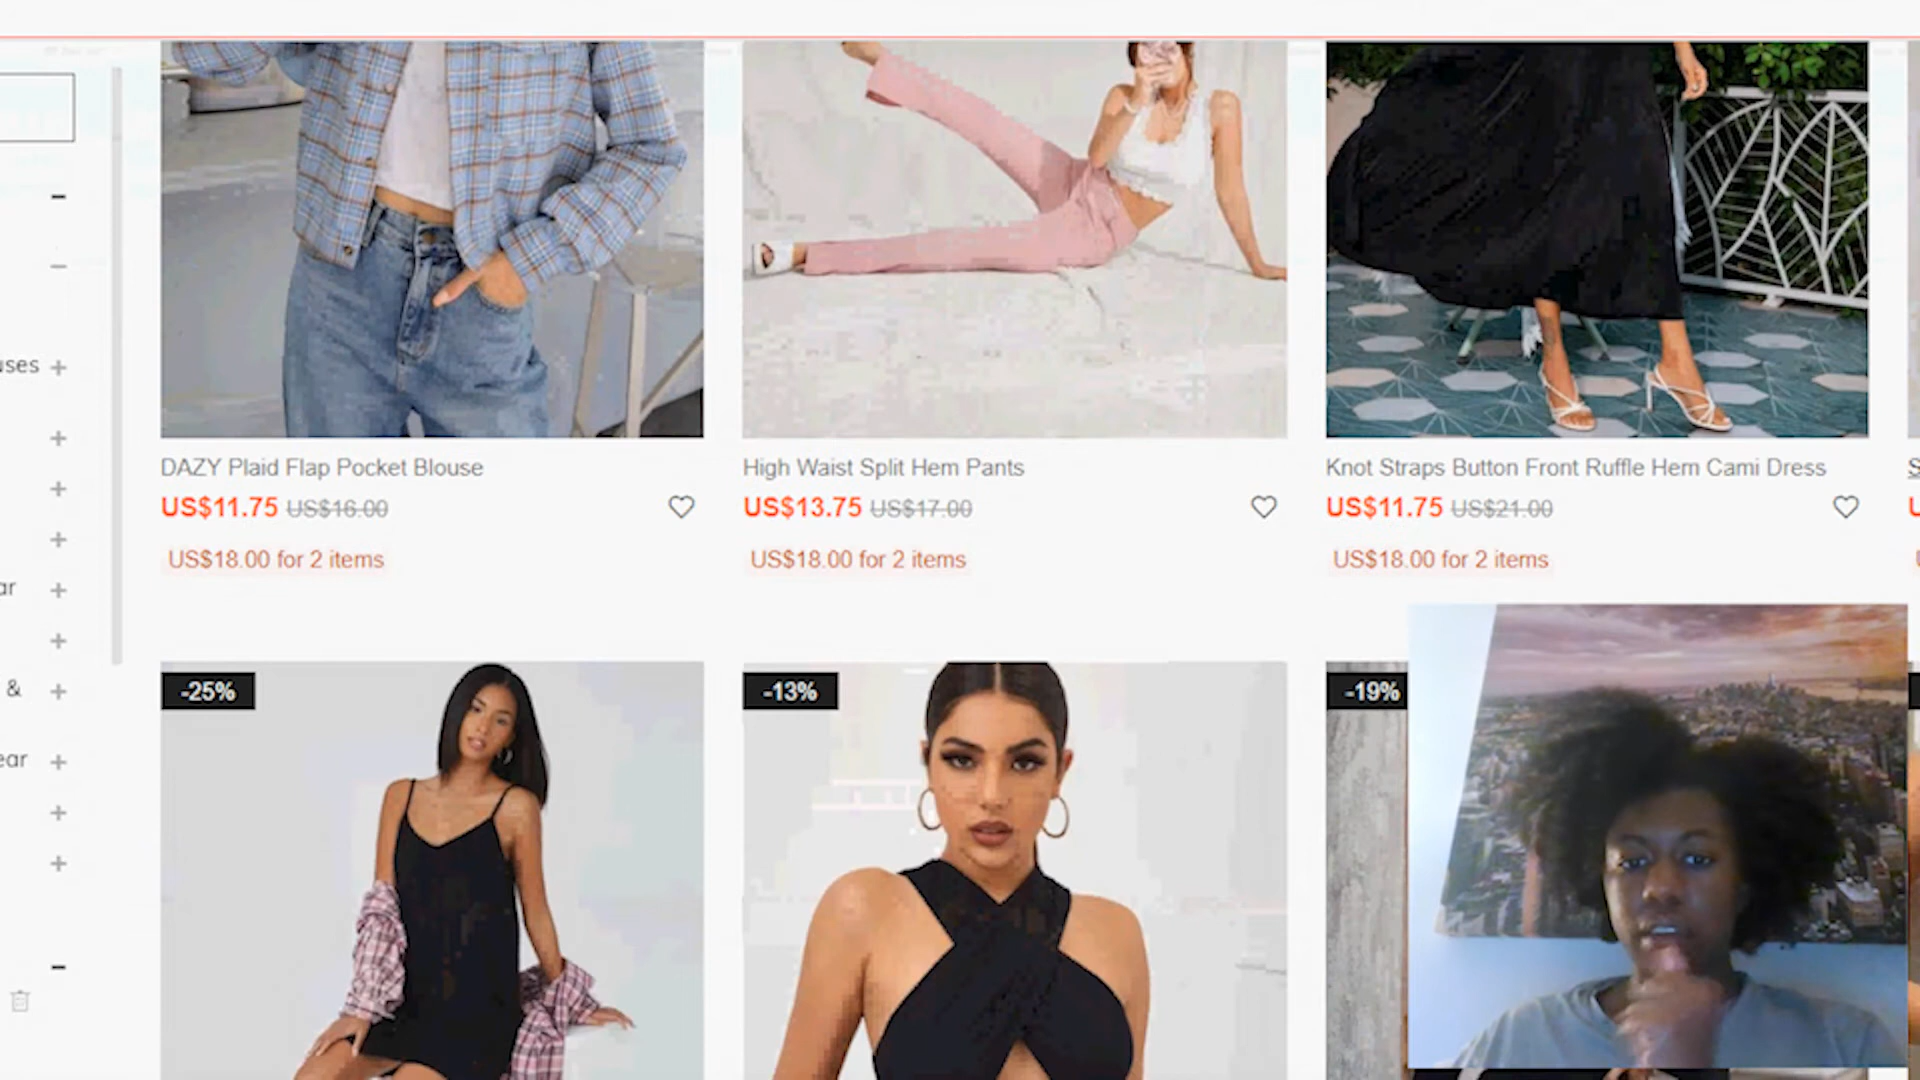 uses
ar
&
ear
DAZY Plaid Flap Pocket Blouse
US$11.75 US$16.00
US$18.00 for 2 items
High Waist Split Hem Pants
US$13.75 US$17.00
US$18.00 for 2 items
Knot Straps Button Front Ruffle Hem Cami Dress
US$11.75 US$21.00
US$18.00 for 2 items
S
U
-25%
-13%
-19%